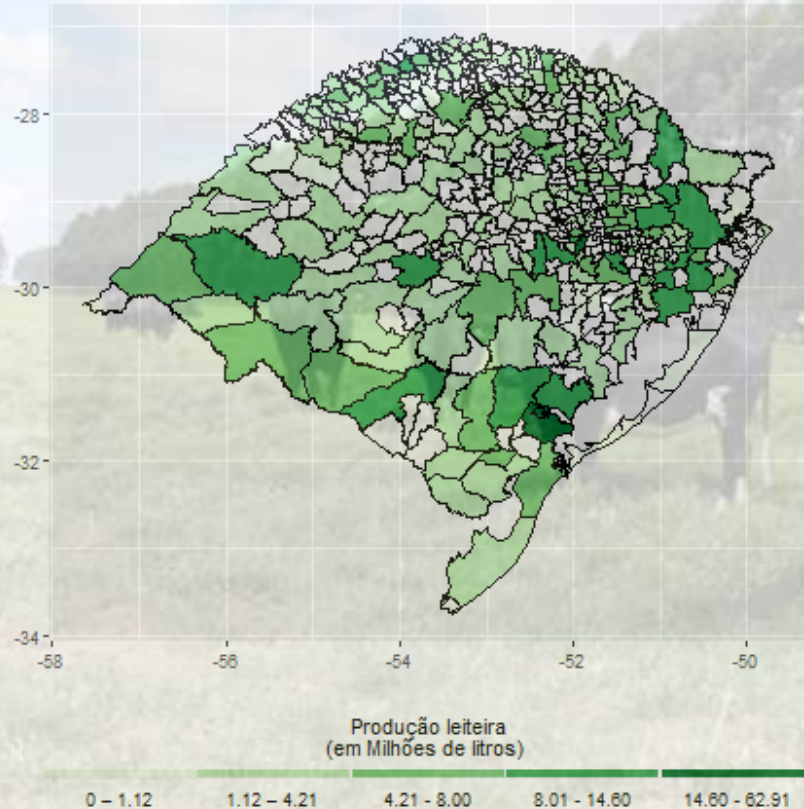 -28
-30
-32
-34
-58
-56
-54
-52
-50
Produção leiteira
(em Milhões de litros)
0 – 1.12
1.12 – 4.21
4.21 - 8.00
8.01 - 14.60
14.60 - 62.91